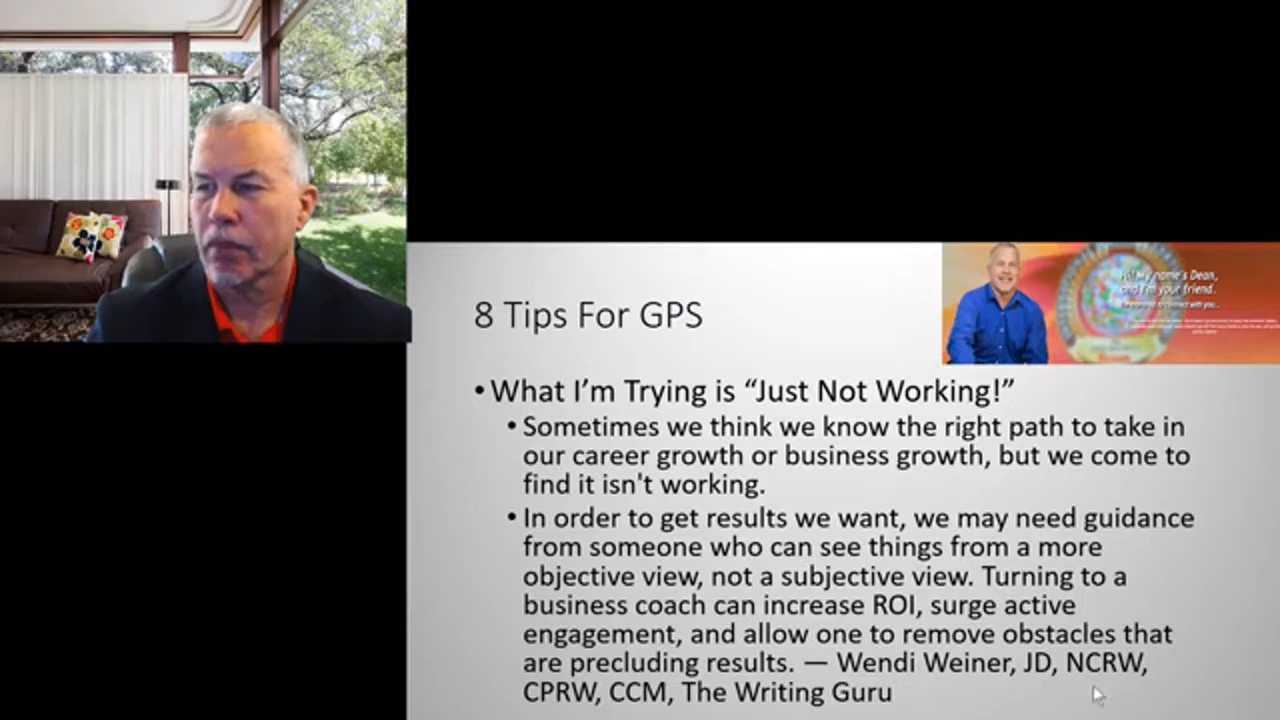 8 Tips For GPS
name's Dean,
and I'm your friend.
• What I'm Trying is “Just Not Working!”
• Sometimes we think we know the right path to take in
our career growth or business growth, but we come to
find it isn't working.
• In order to get results we want, we may need guidance
from someone who can see things from a more
objective view, not a subjective view. Turning to a
business coach can increase ROI, surge active
engagement, and allow one to remove obstacles that
are precluding results. — Wendi Weiner, JD, NCRW,
CPRW, CCM, The Writing Guru